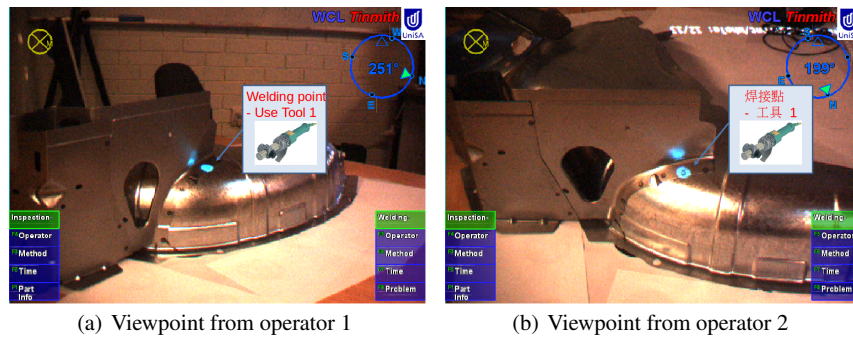 WCL Tinmith
UniSA
W
S
251°
N
E
M
Welding point
- Use Tool 1
Inspection-
Operator
Method
Time
Part
Info
Welding-
Operator
Method
Time
Problem
(a) Viewpoint from operator 1
WCL Tinmith
UniSA
S
199°
E
N
M
焊接點
- 工具 1
Inspection-
Operator
Method
Time
Part
Info
Welding-
Operator
Method
Time
Problem
(b) Viewpoint from operator 2